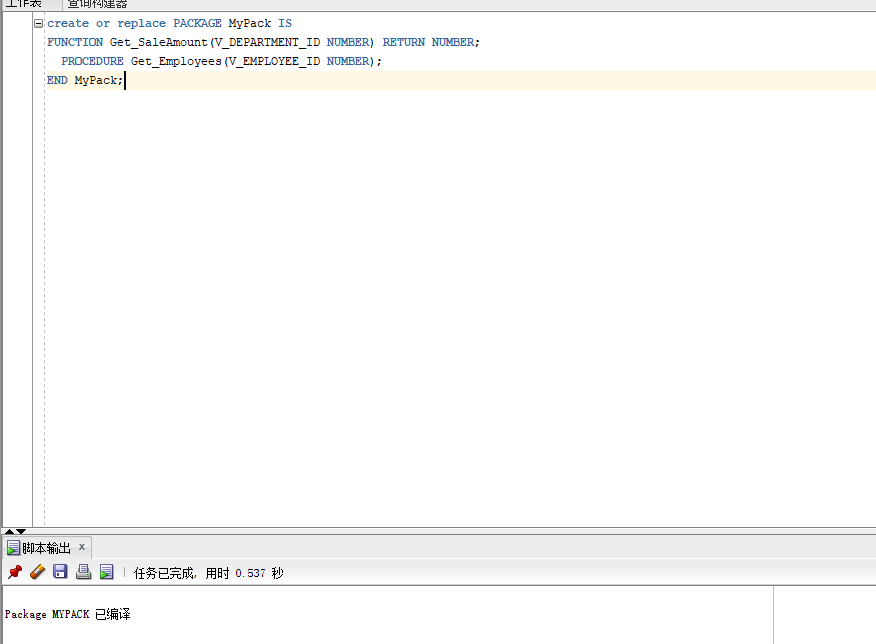 工作表 查询构建器
create or replace PACKAGE MyPack IS
FUNCTION Get_SaleAmount(V_DEPARTMENT_ID NUMBER) RETURN NUMBER;
PROCEDURE Get_Employees(V_EMPLOYEE_ID NUMBER);
END MyPack;
脚本输出 x
任务已完成, 用时 0.537 秒
Package MYPACK 已编译